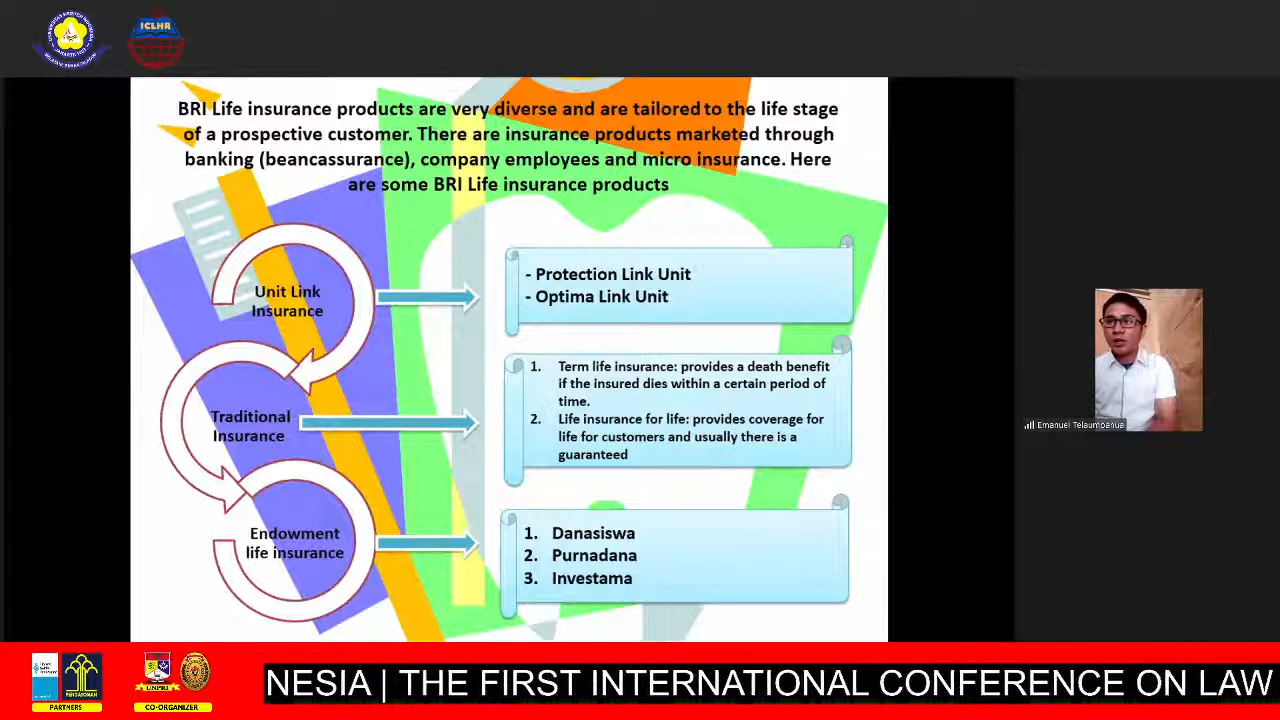 ICLHR
BRI Life insurance products are very diverse and are tailored to the life stage
of a prospective customer. There are insurance products marketed through
banking (beancassurance), company employees and micro insurance. Here
are some BRI Life insurance products
Unit Link
Insurance
- Protection Link Unit
- Optima Link Unit
Traditional
Insurance
1. Term life insurance: provides a death benefit
if the insured dies within a certain period of
time.
2. Life insurance for life: provides coverage for
life for customers and usually there is a
guaranteed
Endowment
life insurance
1. Danasiswa
2. Purnadana
3. Investama
Emanuel Telaumbanua
PENGAYOMAN
PARTNERS
UNPRI
CO-ORGANIZER
NESIA | THE FIRST INTERNATIONAL CONFERENCE ON LAW